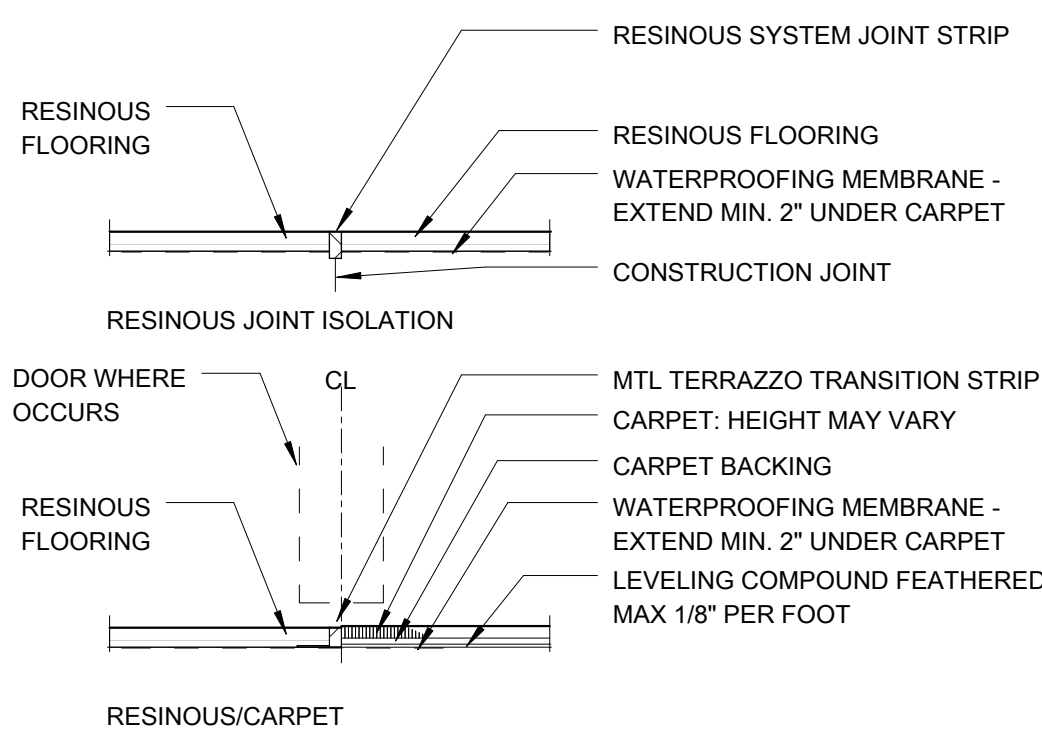 RESINOUS SYSTEM JOINT STRIP
RESINOUS
FLOORING
RESINOUS FLOORING
WATERPROOFING MEMBRANE -
EXTEND MIN. 2" UNDER CARPET
CONSTRUCTION JOINT
RESINOUS JOINT ISOLATION
DOOR WHERE
OCCURS
CL
MTL TERRAZZO TRANSITION STRIP
CARPET: HEIGHT MAY VARY
CARPET BACKING
RESINOUS
FLOORING
WATERPROOFING MEMBRANE -
EXTEND MIN. 2" UNDER CARPET
LEVELING COMPOUND FEATHERED
MAX 1/8" PER FOOT
RESINOUS/CARPET